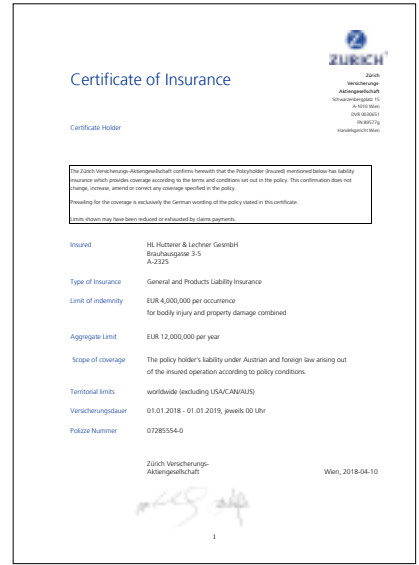 ZURICH
Certificate of Insurance
Zürich
Versicherungs-
Aktiengesellschaft
Schwarzenbergplatz 15
A-1010 Wien
DVR 0039651
FN 89577g
Handelsgericht Wien
Certificate Holder
The Zürich Versicherungs-Aktiengesellschaft confirms herewith that the Policyholder (Insured) mentioned below has liability
insurance which provides coverage according to the terms and conditions set out in the policy. This confirmation does not
change, increase, amend or correct any coverage specified in the policy.
Prevailing for the coverage is exclusively the German wording of the policy stated in this certificate.
Limits shown may have been reduced or exhausted by claims payments.
Insured HL Hutterer & Lechner GesmbH
Brauhausgasse 3-5
A-2325
Type of Insurance General and Products Liability Insurance
Limit of indemnity EUR 4,000,000 per occurrence
for bodily injury and property damage combined
Aggregate Limit EUR 12,000,000 per year
Scope of coverage The policy holder's liability under Austrian and foreign law arising out
of the insured operation according to policy conditions.
Territorial limits worldwide (excluding USA/CAN/AUS)
Versicherungsdauer 01.01.2018 - 01.01.2019, jeweils 00 Uhr
Polizze Nummer 07285554-0
Zürich Versicherungs-
Aktiengesellschaft Wien, 2018-04-10
1